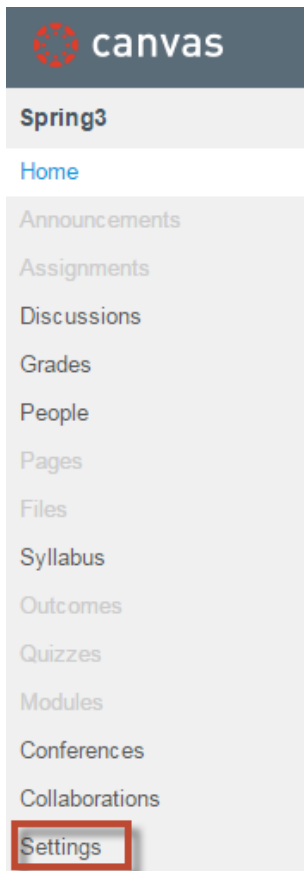 canvas
Spring3
Home
Announcements
Assignments
Discussions
Grades
People
Pages
Files
Syllabus
Outcomes
Quizzes
Modules
Conferences
Collaborations
Settings